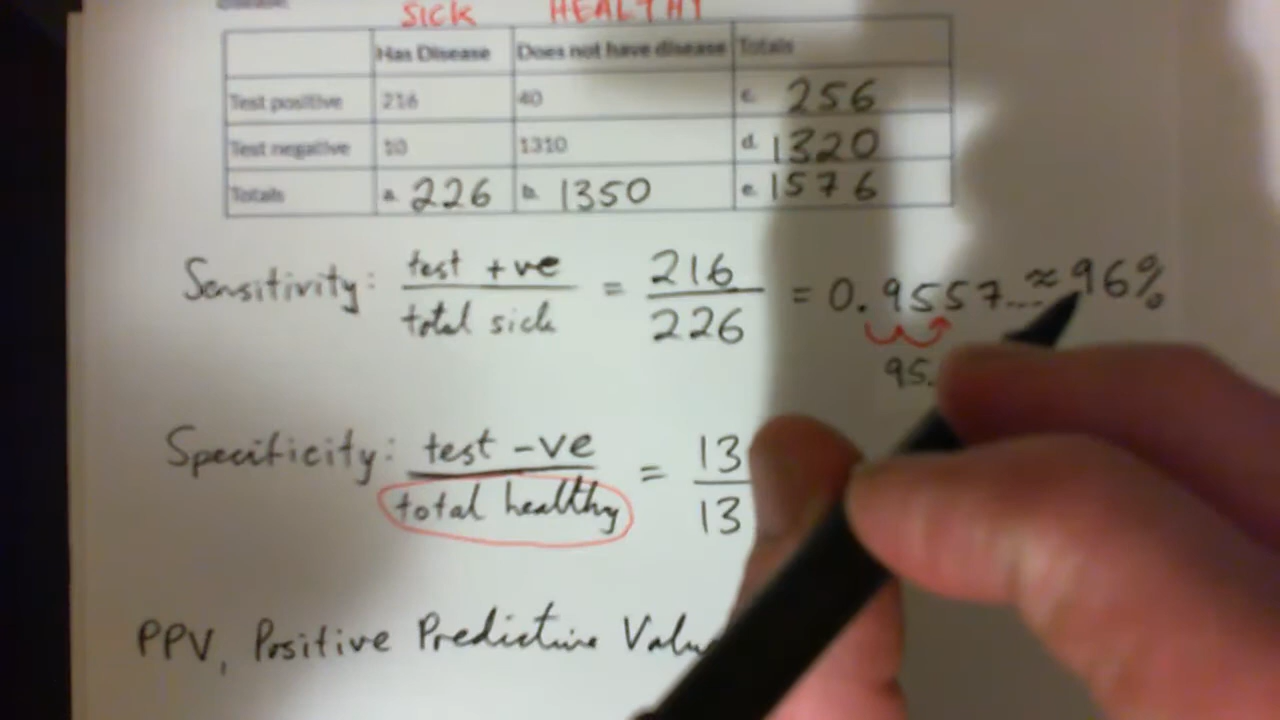 SICK HEALTHY
Has Disease Does not have disease Totals
Test positive 216 40 c. 256
Test negative 10 1310 d. 1320
Totals a. 226 b. 1350 e. 1576
Sensitivity: test +ve / total sick = 216 / 226 = 0.9557... ≈ 96%
95.
Specificity: test -ve / total healthy = 13 / 13
PPV, Positive Predictive